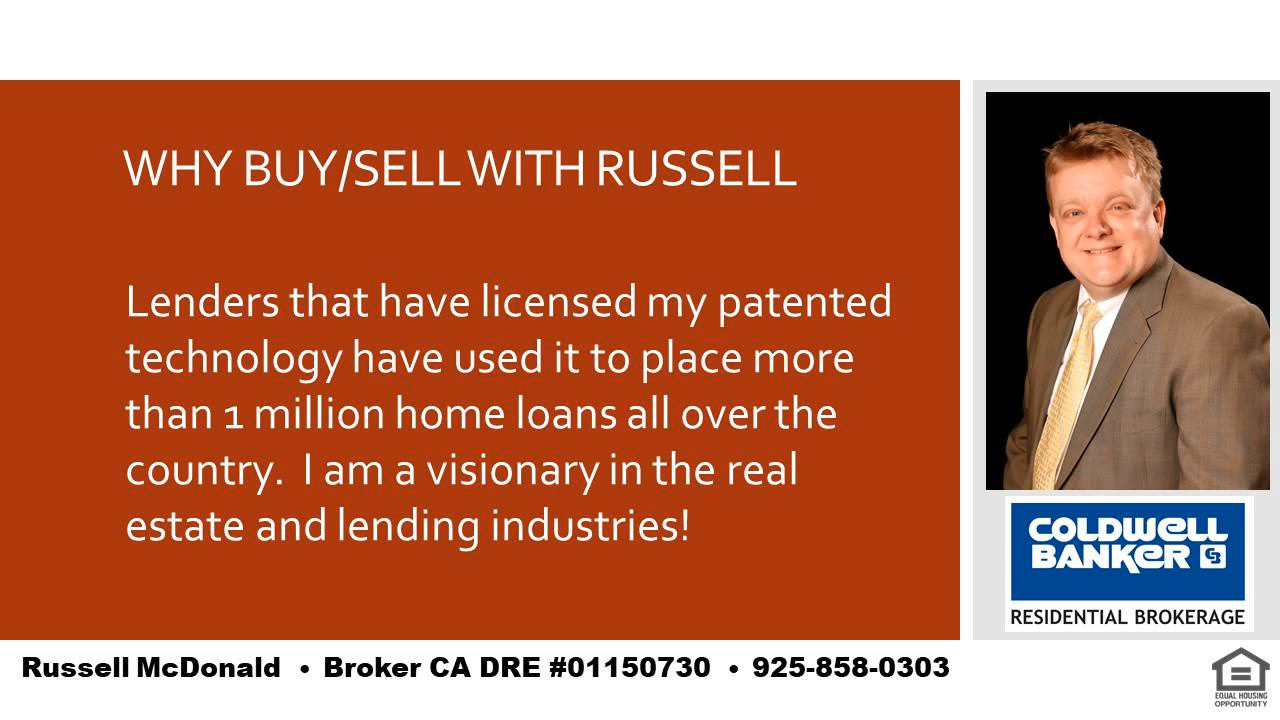 WHY BUY/SELL WITH RUSSELL
Lenders that have licensed my patented
technology have used it to place more
than 1 million home loans all over the
country.  I am a visionary in the real
estate and lending industries!
COLDWELL
BANKER CB
RESIDENTIAL BROKERAGE
Russell McDonald • Broker CA DRE #01150730 • 925-858-0303
EQUAL HOUSING
OPPORTUNITY